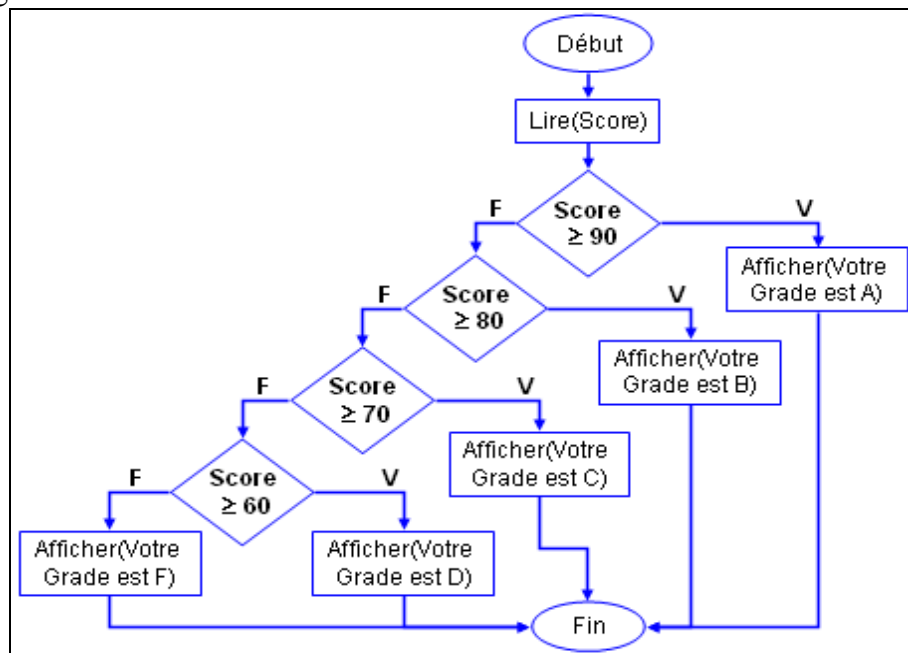 Début
Lire(Score)
F
Score
≥ 90
V
Afficher(Votre
Grade est A)
F
Score
≥ 80
V
Afficher(Votre
Grade est B)
F
Score
≥ 70
V
Afficher(Votre
Grade est C)
F
Score
≥ 60
V
Afficher(Votre
Grade est F)
Afficher(Votre
Grade est D)
Fin